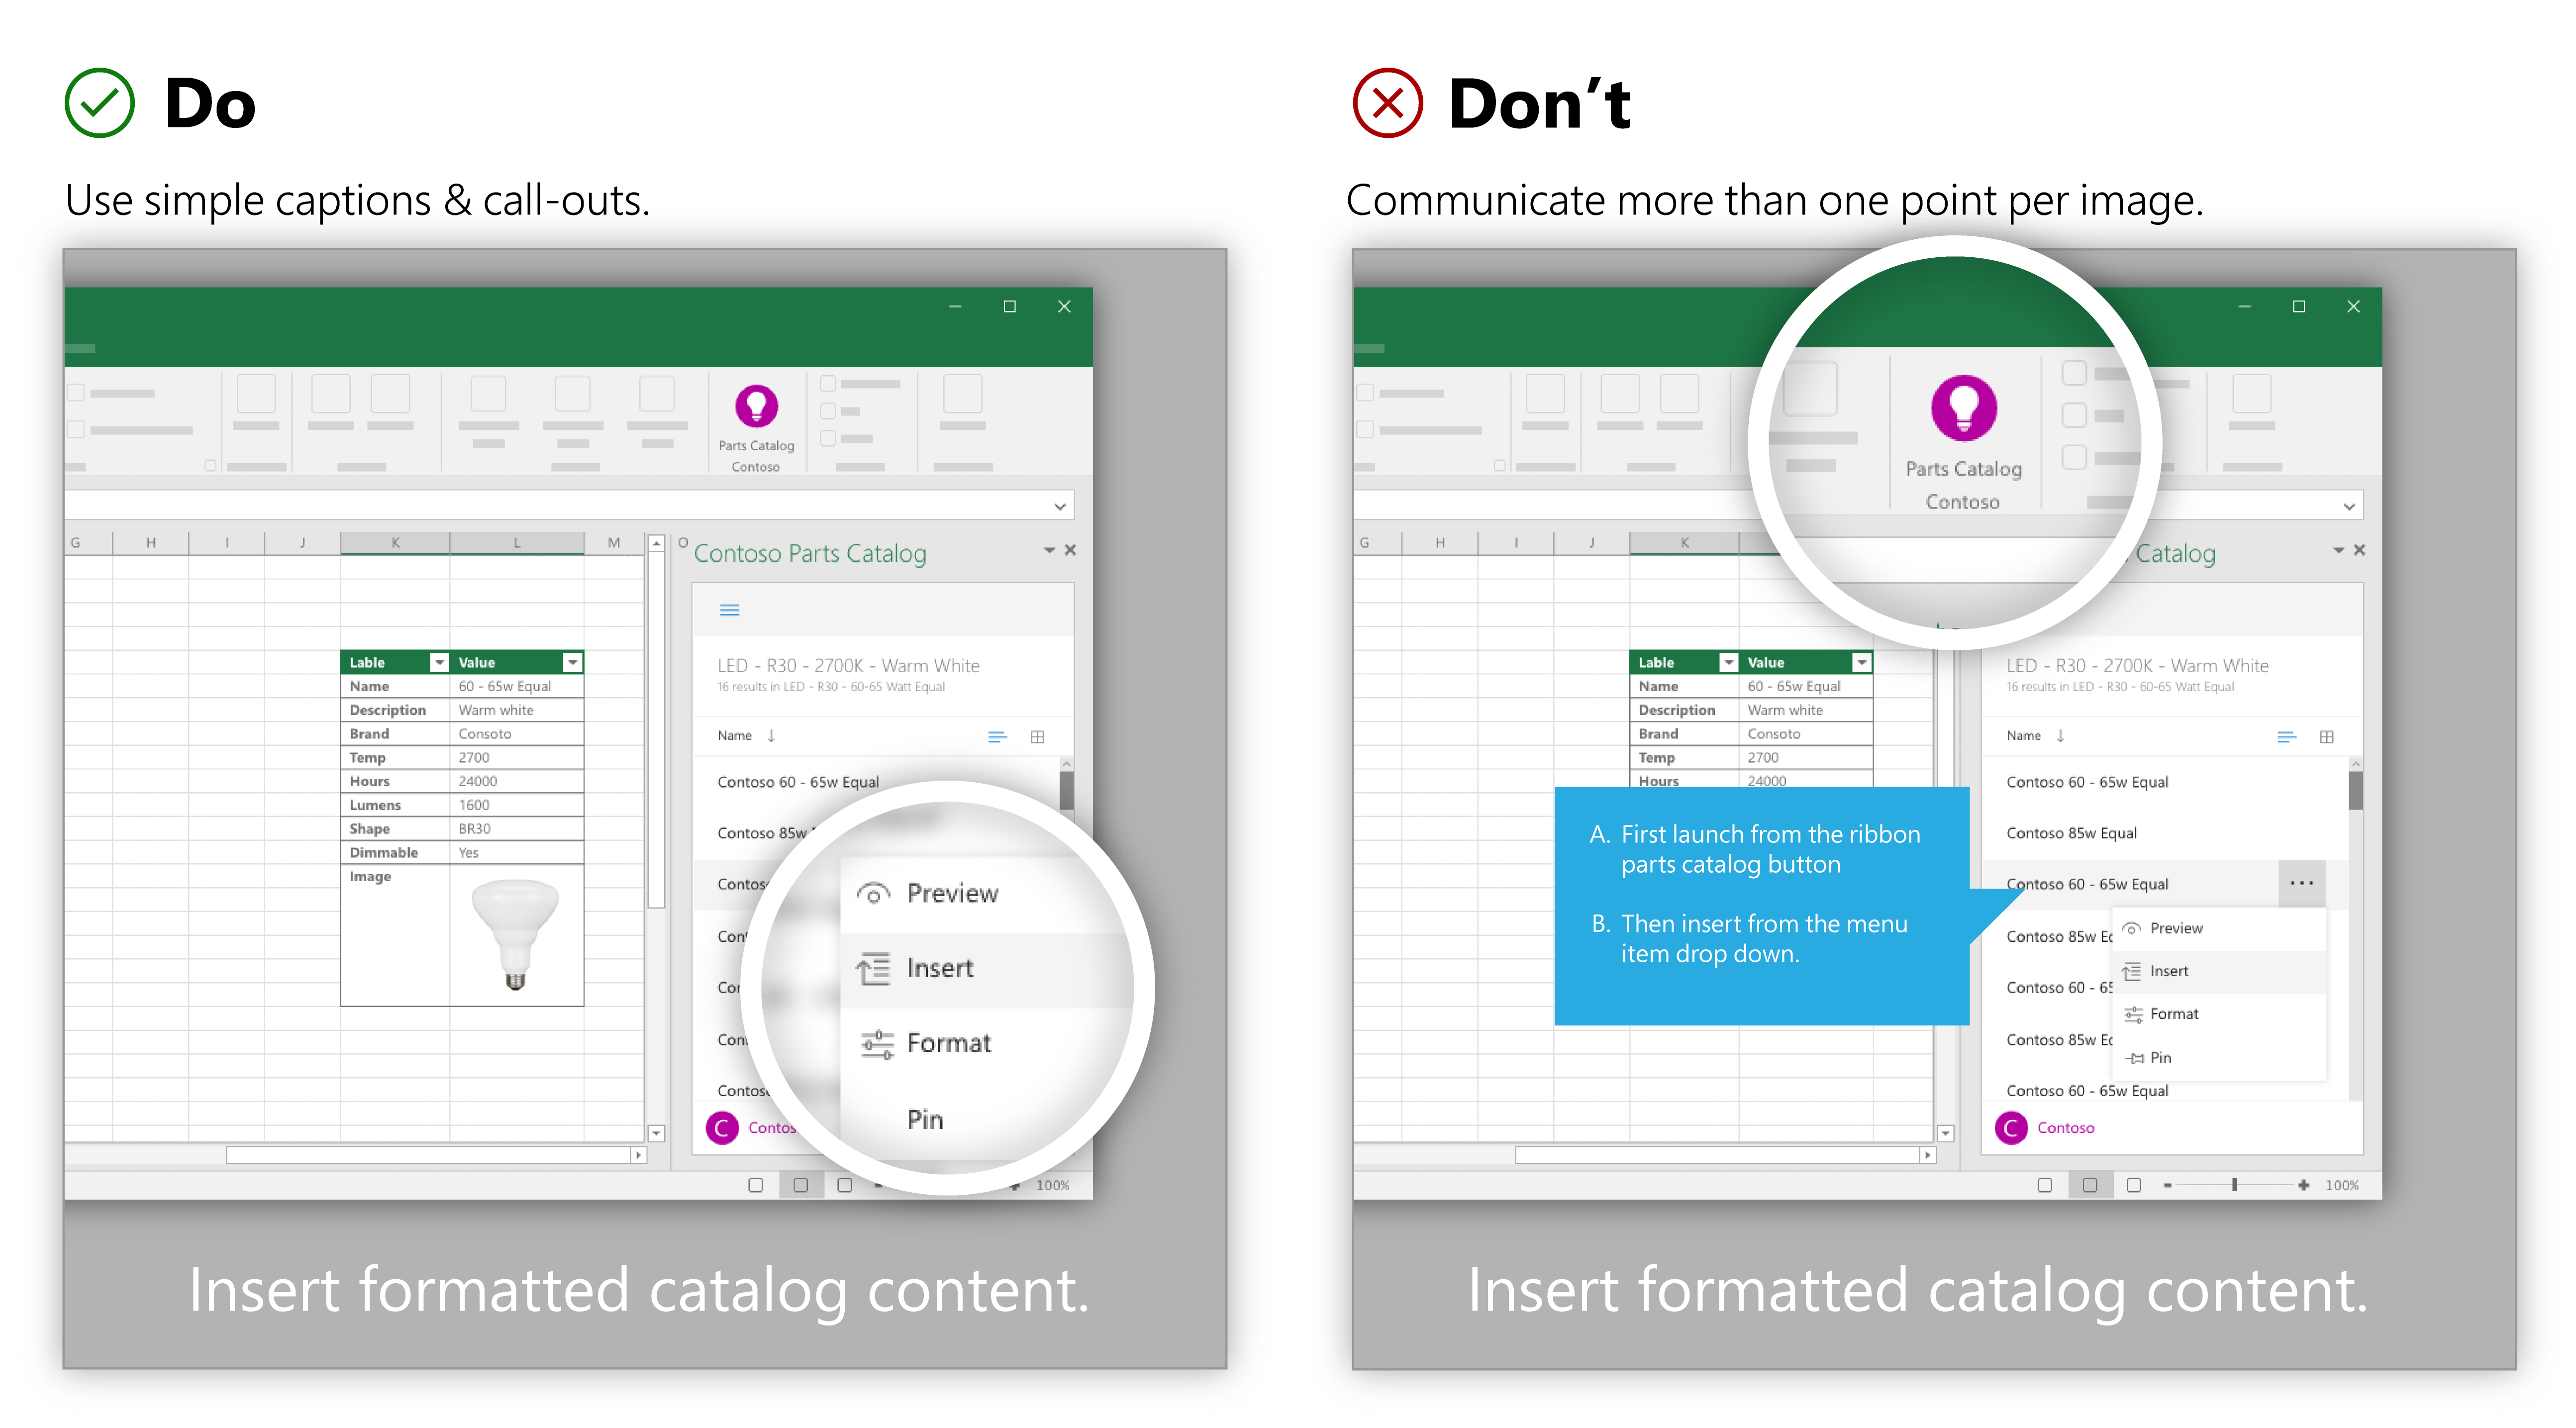 Do
Use simple captions & call-outs.
Parts Catalog
Contoso
G H I J K L M O
Contoso Parts Catalog
LED - R30 - 2700K - Warm White
16 results in LED - R30 - 60-65 Watt Equal
Name
Lable Value
Name 60 - 65w Equal
Description Warm white
Brand Consoto
Temp 2700
Hours 24000
Lumens 1600
Shape BR30
Dimmable Yes
Image
Contoso 60 - 65w Equal
Contoso 85w
Preview
Insert
Format
Pin
C
100%
Insert formatted catalog content.
Don't
Communicate more than one point per image.
Parts Catalog
Contoso
G H I J K
Catalog
LED - R30 - 2700K - Warm White
16 results in LED - R30 - 60-65 Watt Equal
Name
Lable Value
Name 60 - 65w Equal
Description Warm white
Brand Consoto
Temp 2700
Hours 24000
A. First launch from the ribbon
parts catalog button
B. Then insert from the menu
item drop down.
Contoso 60 - 65w Equal
Contoso 85w Equal
Contoso 60 - 65w Equal
Contoso 85w
Contoso 60 - 65
Contoso 85w
Contoso 60 - 65w Equal
Preview
Insert
Format
Pin
C Contoso
100%
Insert formatted catalog content.